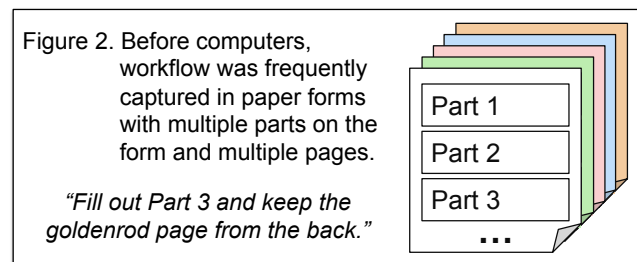 Figure 2. Before computers,
workflow was frequently
captured in paper forms
with multiple parts on the
form and multiple pages.
“Fill out Part 3 and keep the
goldenrod page from the back.”
Part 1
Part 2
Part 3
...